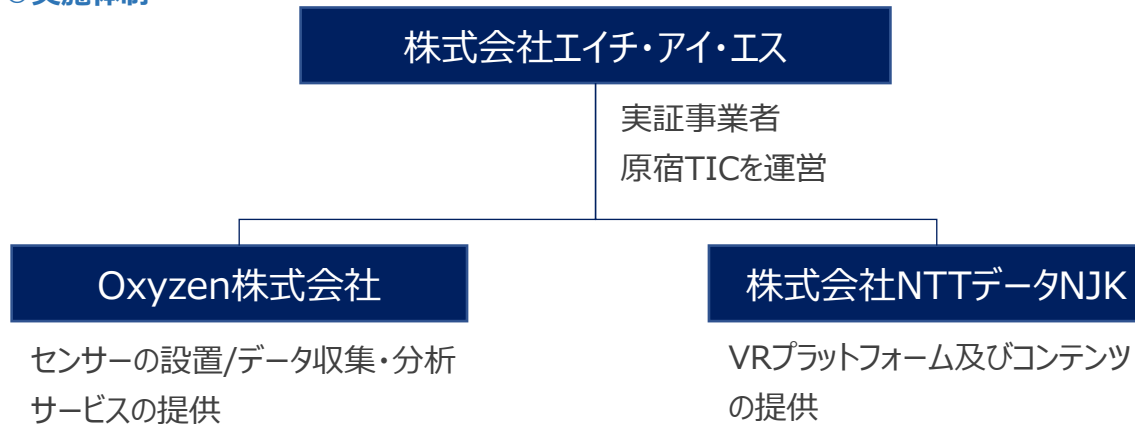 株式会社エイチ・アイ・エス
実証事業者
原宿TICを運営
Oxyzen株式会社
株式会社NTTデータNJK
センサーの設置/データ収集・分析
サービスの提供
VRプラットフォーム及びコンテンツ
の提供